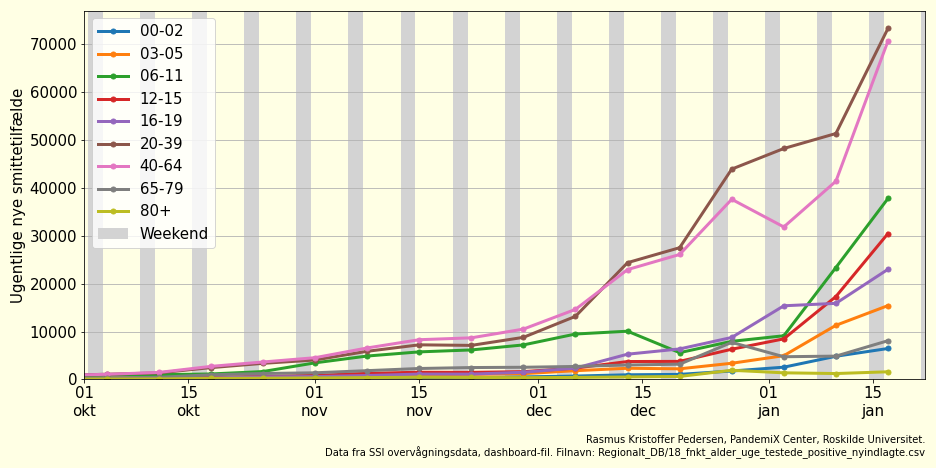 Ugentlige nye smittetilfælde
70000
60000
50000
40000
30000
20000
10000
0
00-02
03-05
06-11
12-15
16-19
20-39
40-64
65-79
80+
Weekend
01 15 01 15 01 15 01 15
okt okt nov nov dec dec jan jan
Rasmus Kristoffer Pedersen, PandemiX Center, Roskilde Universitet.
Data fra SSI overvågningsdata, dashboard-fil. Filnavn: Regionalt_DB/18_fnkt_alder_uge_testede_positive_nyindlagte.csv